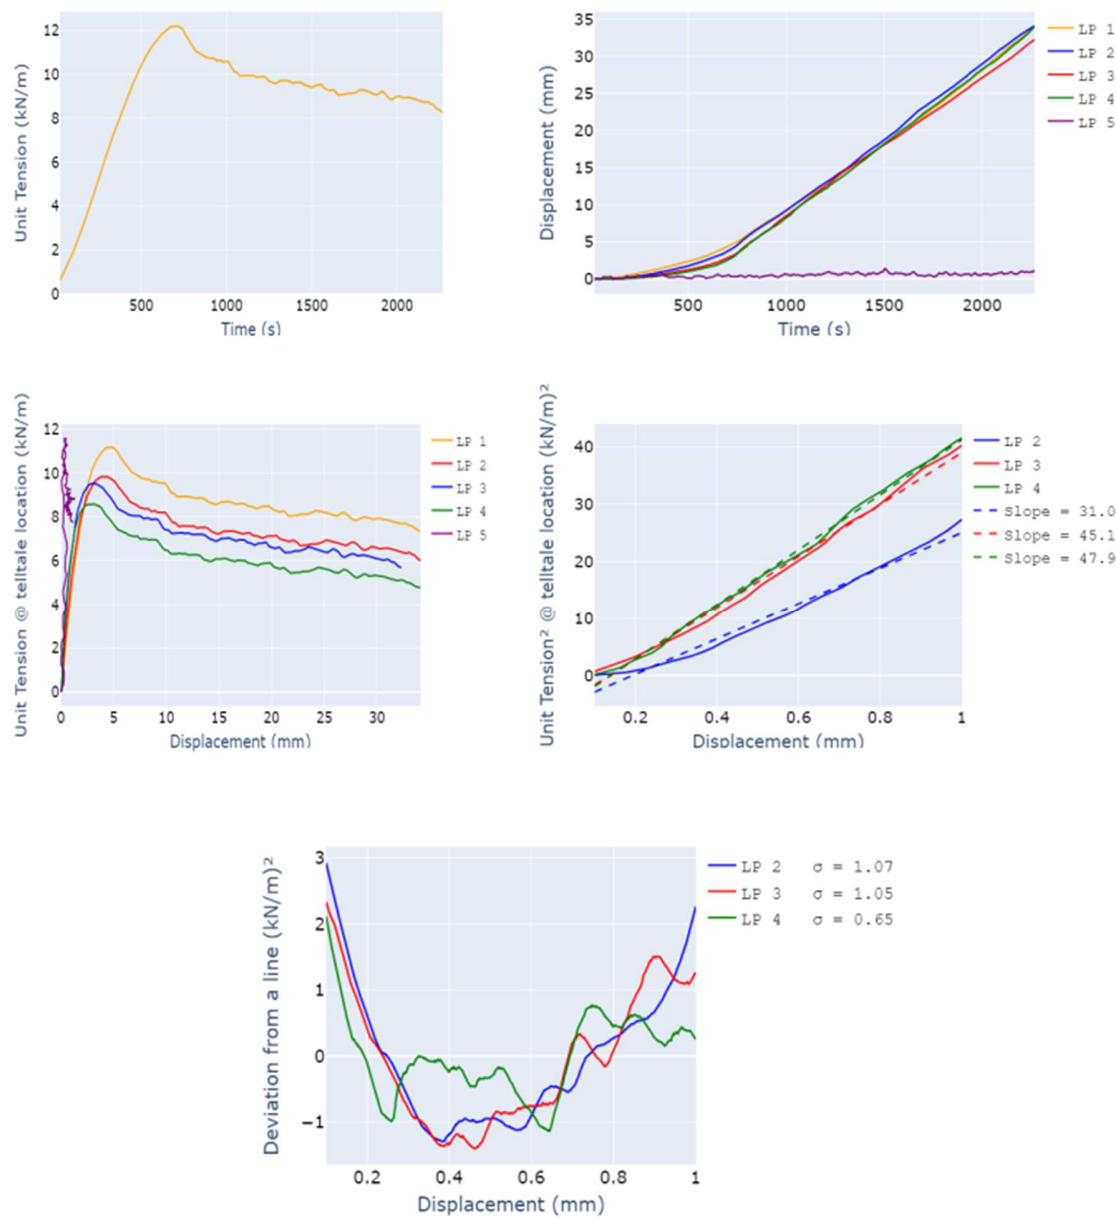 Unit Tension (kN/m)
12
10
8
6
4
2
0
500
1000
1500
2000
Time (s)
Displacement (mm)
35
30
25
20
15
10
5
0
500
1000
1500
2000
Time (s)
LP 1
LP 2
LP 3
LP 4
LP 5
Unit Tension @ telltale location (kN/m)
12
10
8
6
4
2
0
0
5
10
15
20
25
30
Displacement (mm)
LP 1
LP 2
LP 3
LP 4
LP 5
Unit Tension² @ telltale location (kN/m)²
40
30
20
10
0
0.2
0.4
0.6
0.8
1
Displacement (mm)
LP 2
LP 3
LP 4
Slope = 31.0
Slope = 45.1
Slope = 47.9
Deviation from a line (kN/m)²
3
2
1
0
−1
0.2
0.4
0.6
0.8
1
Displacement (mm)
LP 2 σ = 1.07
LP 3 σ = 1.05
LP 4 σ = 0.65